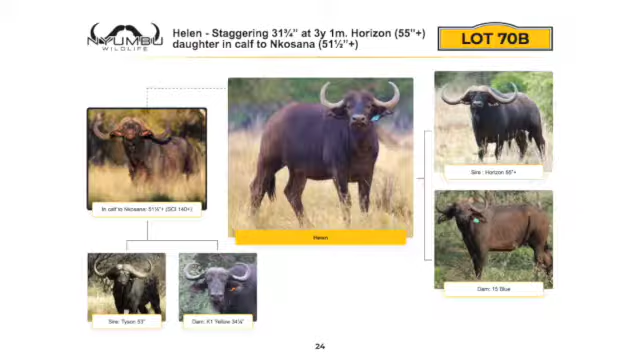 NYUMBU
WILDLIFE
Helen - Staggering 31¾" at 3y 1m. Horizon (55"+)
daughter in calf to Nkosana (51½"+)
LOT 70B
In calf to Nkosana: 51½"+ (SCI 140+)
Sire: Tyson 53"
Dam: K1 Yellow 34⅛"
Helen
Sire : Horizon 55"+
Dam: 15 Blue
24